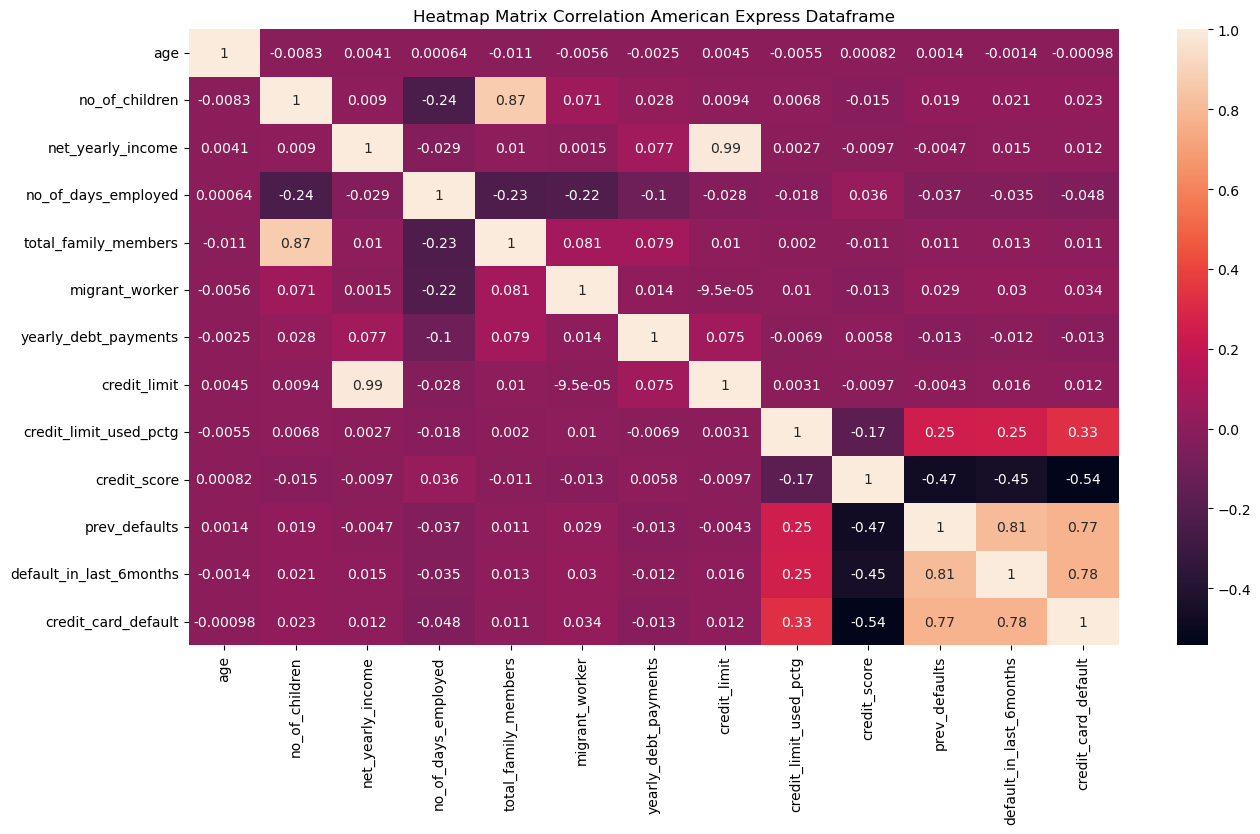 Heatmap Matrix Correlation American Express Dataframe
age 1 -0.0083 0.0041 0.00064 -0.011 -0.0056 -0.0025 0.0045 -0.0055 0.00082 0.0014 -0.0014 -0.00098
no_of_children -0.0083 1 0.009 -0.24 0.87 0.071 0.028 0.0094 0.0068 -0.015 0.019 0.021 0.023
net_yearly_income 0.0041 0.009 1 -0.029 0.01 0.0015 0.077 0.99 0.0027 -0.0097 -0.0047 0.015 0.012
no_of_days_employed 0.00064 -0.24 -0.029 1 -0.23 -0.22 -0.1 -0.028 -0.018 0.036 -0.037 -0.035 -0.048
total_family_members -0.011 0.87 0.01 -0.23 1 0.081 0.079 0.01 0.002 -0.011 0.011 0.013 0.011
migrant_worker -0.0056 0.071 0.0015 -0.22 0.081 1 0.014 -9.5e-05 0.01 -0.013 0.029 0.03 0.034
yearly_debt_payments -0.0025 0.028 0.077 -0.1 0.079 0.014 1 0.075 -0.0069 0.0058 -0.013 -0.012 -0.013
credit_limit 0.0045 0.0094 0.99 -0.028 0.01 -9.5e-05 0.075 1 0.0031 -0.0097 -0.0043 0.016 0.012
credit_limit_used_pctg -0.0055 0.0068 0.0027 -0.018 0.002 0.01 -0.0069 0.0031 1 -0.17 0.25 0.25 0.33
credit_score 0.00082 -0.015 -0.0097 0.036 -0.011 -0.013 0.0058 -0.0097 -0.17 1 -0.47 -0.45 -0.54
prev_defaults 0.0014 0.019 -0.0047 -0.037 0.011 0.029 -0.013 -0.0043 0.25 -0.47 1 0.81 0.77
default_in_last_6months -0.0014 0.021 0.015 -0.035 0.013 0.03 -0.012 0.016 0.25 -0.45 0.81 1 0.78
credit_card_default -0.00098 0.023 0.012 -0.048 0.011 0.034 -0.013 0.012 0.33 -0.54 0.77 0.78 1
age
no_of_children
net_yearly_income
no_of_days_employed
total_family_members
migrant_worker
yearly_debt_payments
credit_limit
credit_limit_used_pctg
credit_score
prev_defaults
default_in_last_6months
credit_card_default
1.0
0.8
0.6
0.4
0.2
0.0
−0.2
−0.4